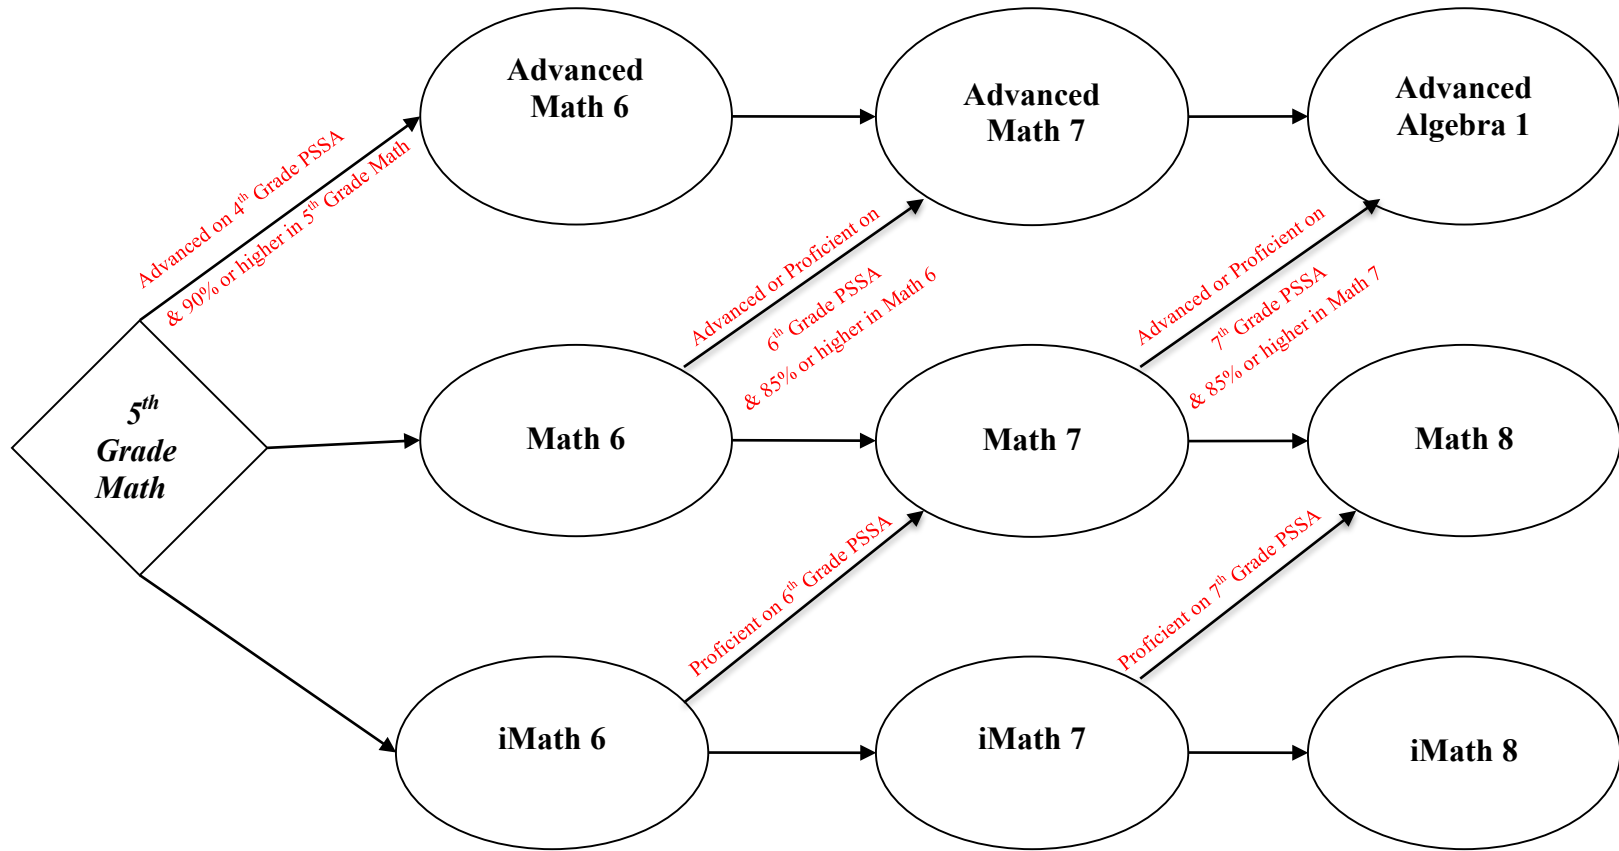 Advanced
Math 6
Advanced
Math 7
Advanced
Algebra 1
Advanced on 4th Grade PSSA
& 90% or higher in 5th Grade Math
Advanced or Proficient on
6th Grade PSSA
& 85% or higher in Math 6
Advanced or Proficient on
7th Grade PSSA
& 85% or higher in Math 7
5th
Grade
Math
Math 6
Math 7
Math 8
Proficient on 6th Grade PSSA
Proficient on 7th Grade PSSA
iMath 6
iMath 7
iMath 8